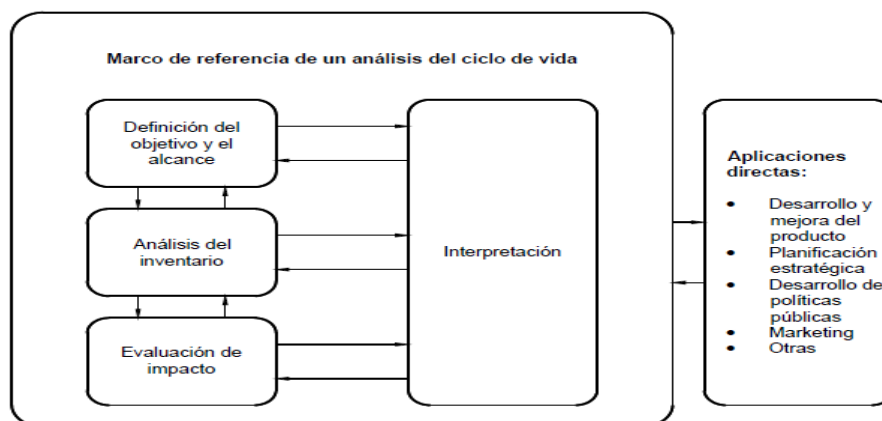 Marco de referencia de un análisis del ciclo de vida
Definición del
objetivo y el
alcance
Análisis del
inventario
Evaluación de
impacto
Interpretación
Aplicaciones
directas:
• Desarrollo y
mejora del
producto
• Planificación
estratégica
• Desarrollo de
políticas
públicas
• Marketing
• Otras